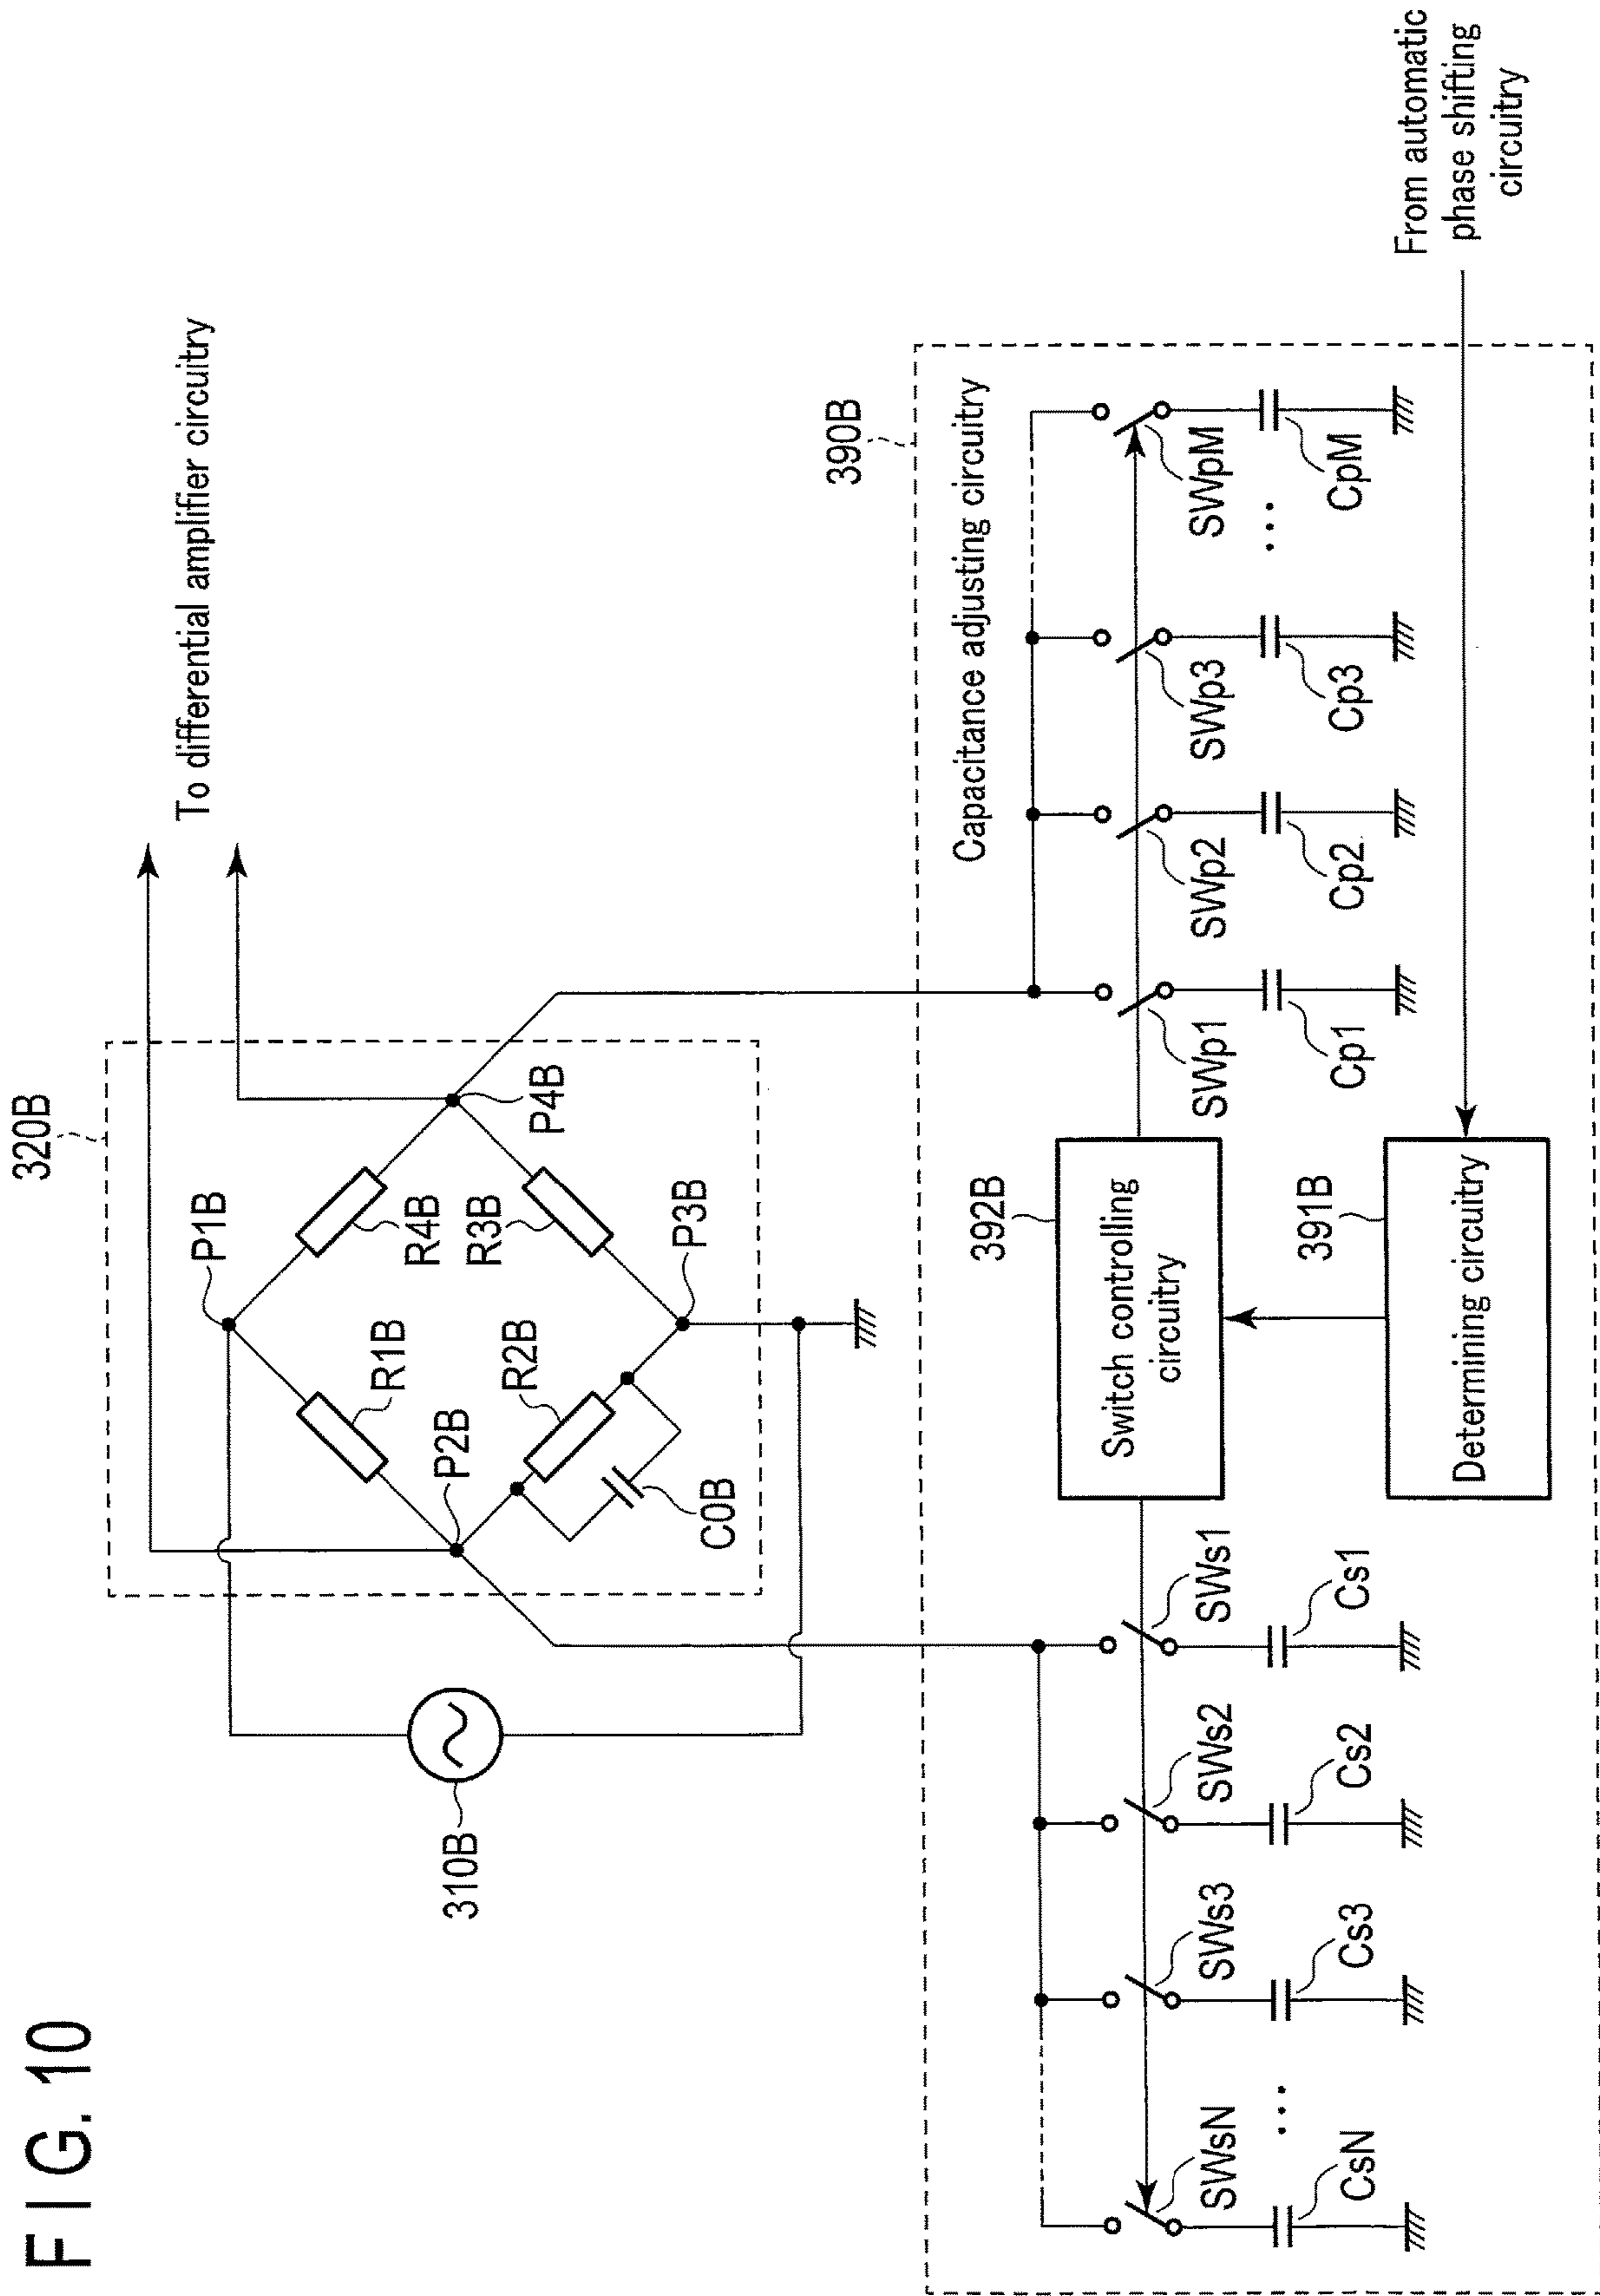 FIG. 10
320B
To differential amplifier circuitry
P1B
R1B
R4B
P2B
R2B
R3B
P4B
310B
C0B
P3B
390B
Capacitance adjusting circuitry
392B
Switch controlling
circuitry
SWsN
SWs3
SWs2
SWs1
SWp1
SWp2
SWp3
SWpM
...
...
CsN
Cs3
Cs2
Cs1
Cp1
Cp2
Cp3
CpM
391B
Determining circuitry
From automatic
phase shifting
circuitry